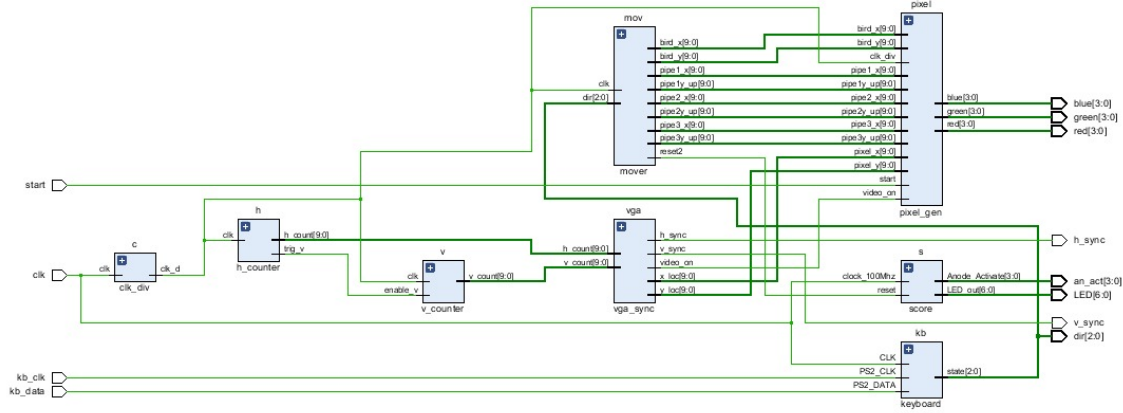 mov
bird_x[9:0]
bird_y[9:0]
pipe1_x[9:0]
clk
pipe1y_up[9:0]
dir[2:0]
pipe2_x[9:0]
pipe2y_up[9:0]
pipe3_x[9:0]
pipe3y_up[9:0]
reset2
mover
pixel
bird_x[9:0]
bird_y[9:0]
clk_div
pipe1_x[9:0]
pipe1y_up[9:0]
pipe2_x[9:0]
pipe2y_up[9:0]
pipe3_x[9:0]
pipe3y_up[9:0]
pixel_x[9:0]
pixel_y[9:0]
start
video_on
blue[3:0]
green[3:0]
red[3:0]
pixel_gen
blue[3:0]
green[3:0]
red[3:0]
start
clk
c
clk
clk_d
clk_div
h
clk
h_count[9:0]
trig_v
h_counter
v
clk
enable_v
v_count[9:0]
v_counter
vga
h_count[9:0]
v_count[9:0]
h_sync
v_sync
video_on
x_loc[9:0]
y_loc[9:0]
vga_sync
s
clock_100Mhz
reset
Anode_Activate[3:0]
LED_out[6:0]
score
h_sync
an_act[3:0]
LED[6:0]
v_sync
dir[2:0]
kb
CLK
PS2_CLK
PS2_DATA
state[2:0]
keyboard
kb_clk
kb_data